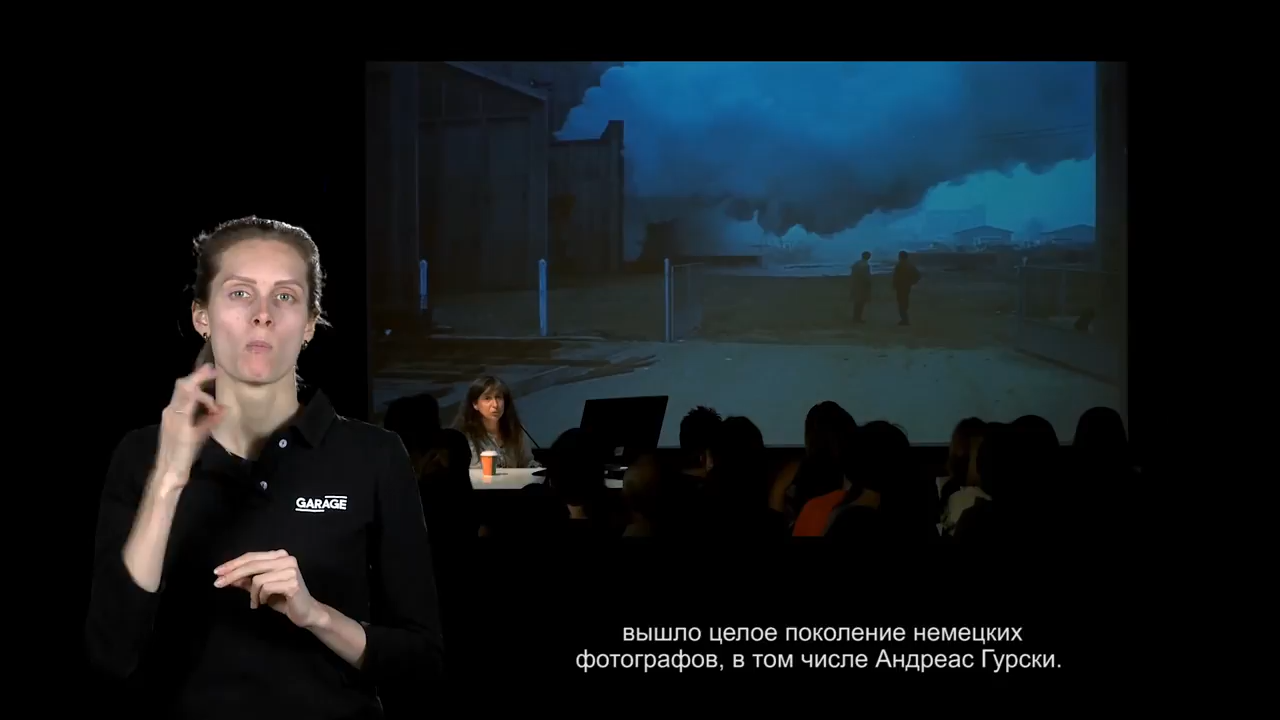 GARAGE
вышло целое поколение немецких
фотографов, в том числе Андреас Гурски.